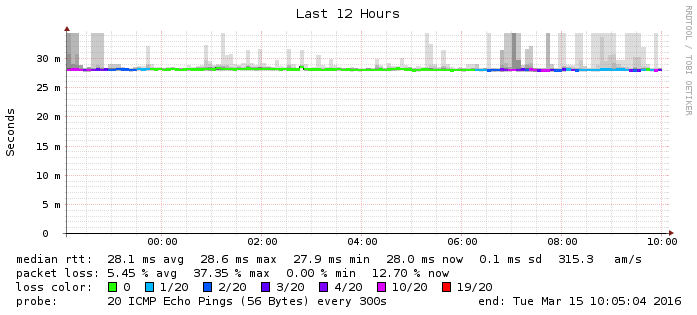 Last 12 Hours
RRDTOOL / TOBI OETIKER
Seconds
30 m
25 m
20 m
15 m
10 m
5 m
0
00:00 02:00 04:00 06:00 08:00 10:00
median rtt: 28.1 ms avg 28.6 ms max 27.9 ms min 28.0 ms now 0.1 ms sd 315.3 am/s
packet loss: 5.45 % avg 37.35 % max 0.00 % min 12.70 % now
loss color: 0 1/20 2/20 3/20 4/20 10/20 19/20
probe: 20 ICMP Echo Pings (56 Bytes) every 300s end: Tue Mar 15 10:05:04 2016